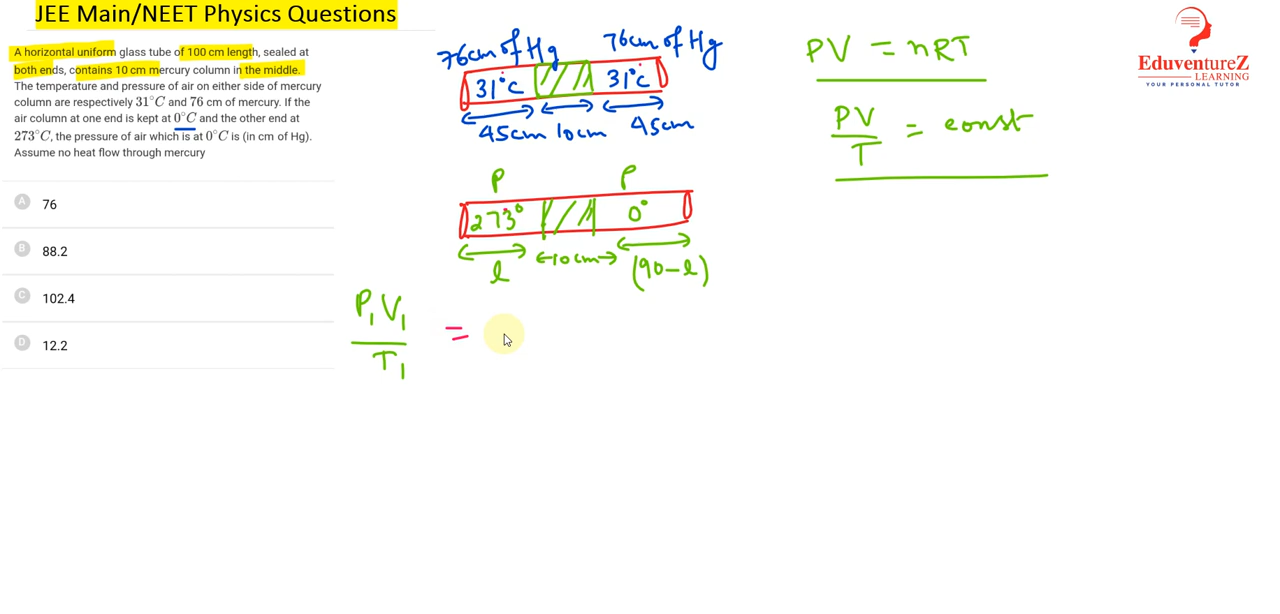 JEE Main/NEET Physics Questions
A horizontal uniform glass tube of 100 cm length, sealed at
both ends, contains 10 cm mercury column in the middle.
The temperature and pressure of air on either side of mercury
column are respectively 31°C and 76 cm of mercury. If the
air column at one end is kept at 0°C and the other end at
273°C, the pressure of air which is at 0°C is (in cm of Hg).
Assume no heat flow through mercury
A 76
B 88.2
C 102.4
D 12.2
76cm of Hg 76cm of Hg
31°C 31°C
45cm 10cm 45cm
P P
273° 0°
l 10cm (90-l)
P₁V₁
=
T₁
PV = nRT
PV
= const
T
EduventureZ
LEARNING
YOUR PERSONAL TUTOR